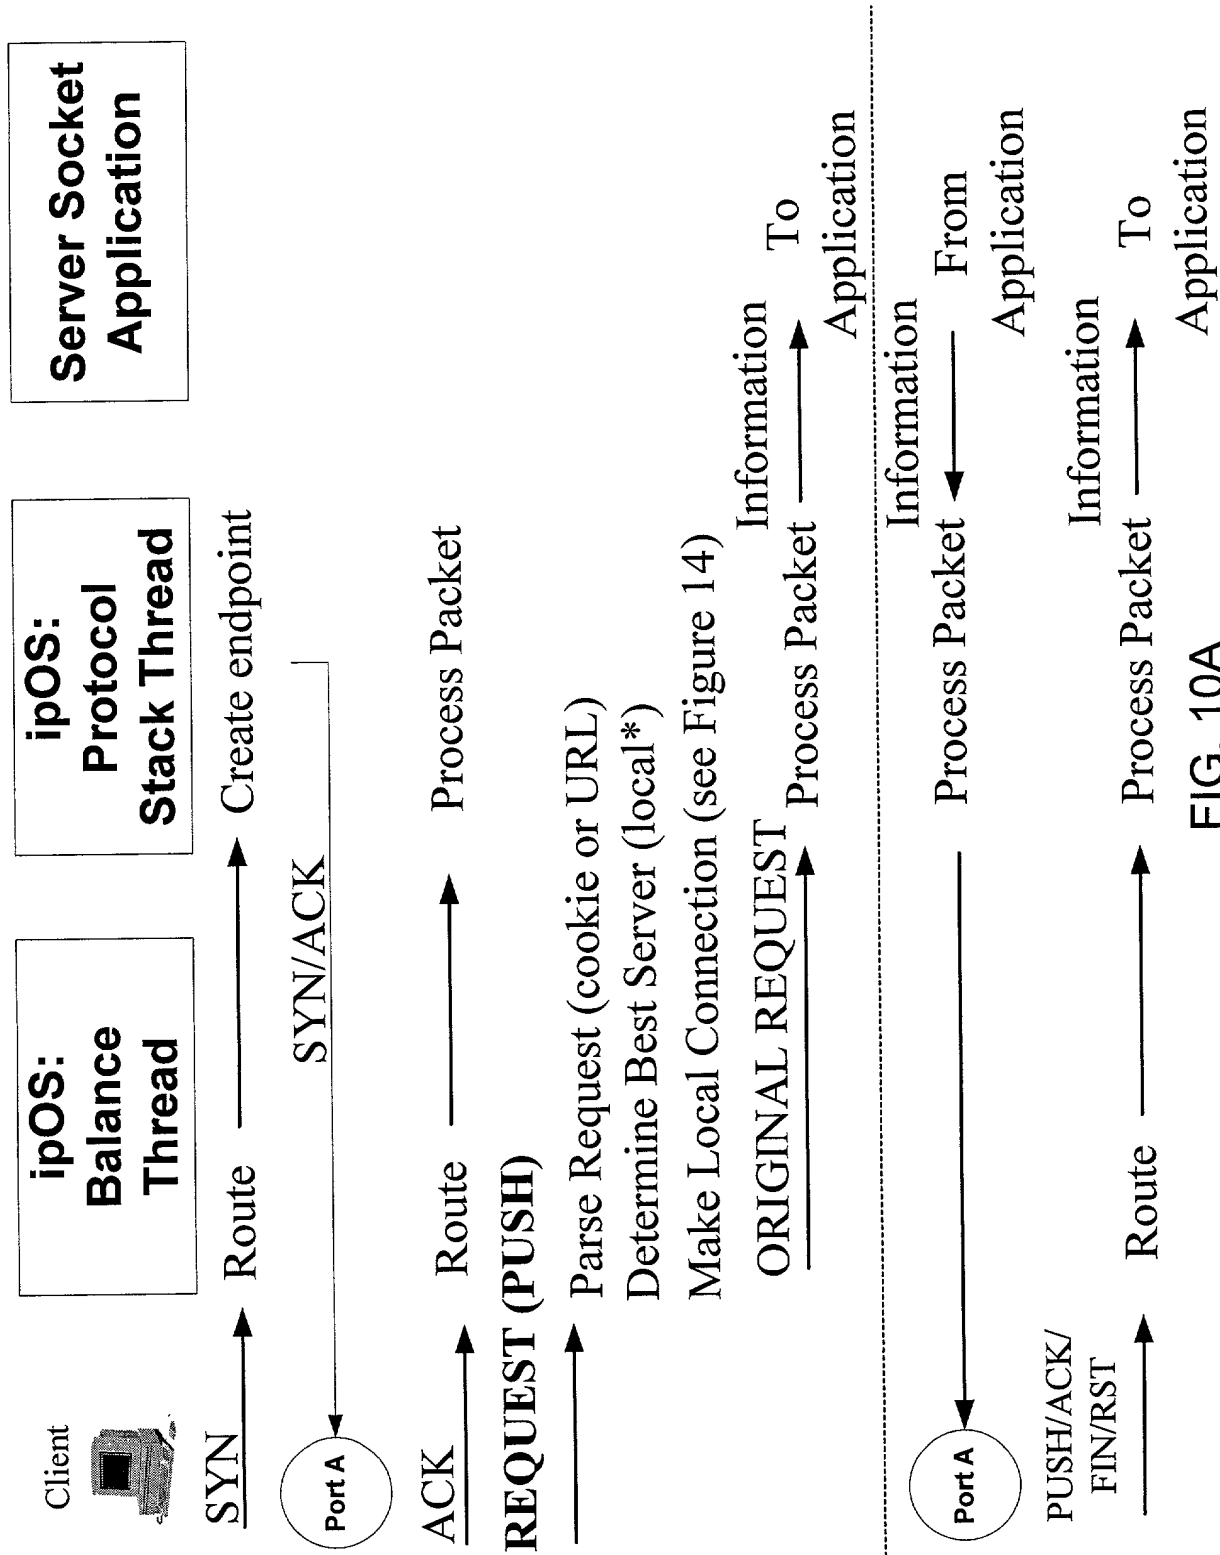 Client
ipOS:
Balance
Thread
ipOS:
Protocol
Stack Thread
Server Socket
Application
SYN
Route
Create endpoint
SYN/ACK
Port A
ACK
Route
Process Packet
REQUEST (PUSH)
Parse Request (cookie or URL)
Determine Best Server (local*)
Make Local Connection (see Figure 14)
ORIGINAL REQUEST
Process Packet
Information
To
Application
Information
Process Packet
From
Application
Port A
PUSH/ACK/
FIN/RST
Route
Process Packet
Information
To
Application
FIG. 10A